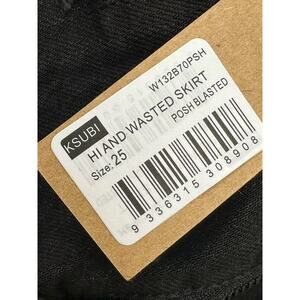 KSUBI
W132B70PSH
HI AND WASTED SKIRT
Size: 25
POSH BLASTED
9 336315 308908